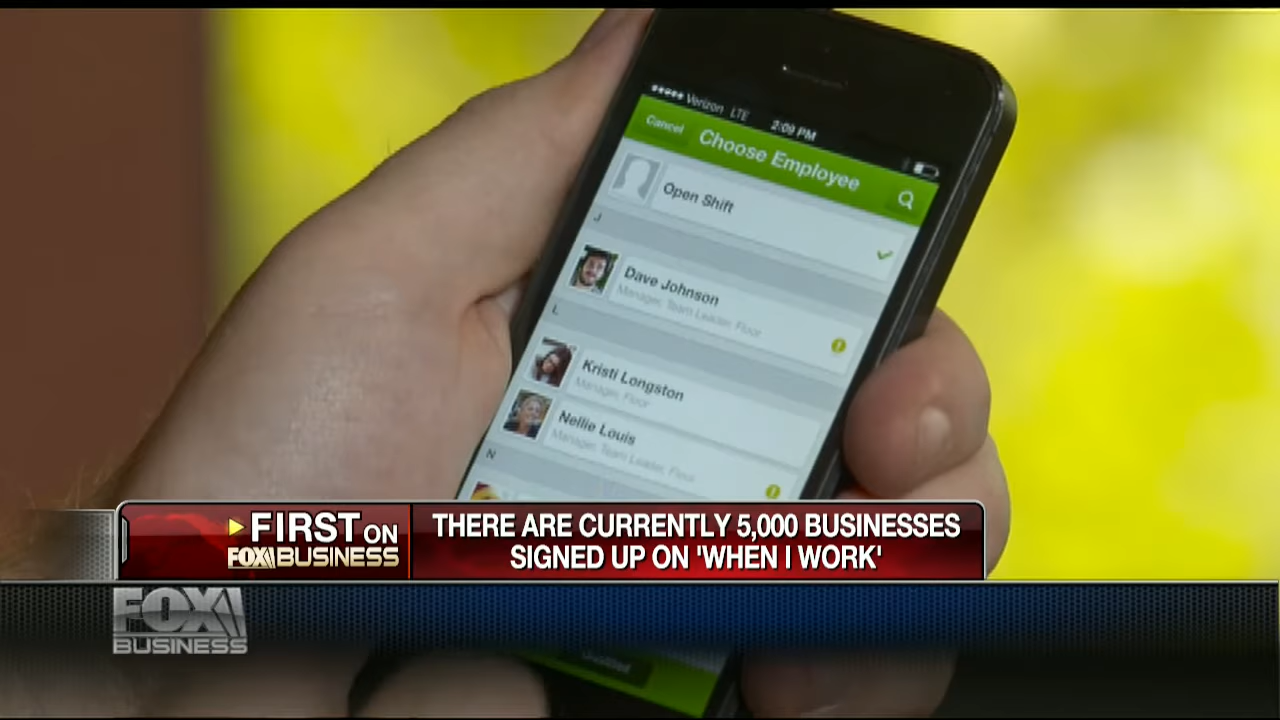 Verizon LTE 2:09 PM
Cancel Choose Employee
Open Shift
J
Dave Johnson
Manager, Team Leader, Floor
L
Kristi Longston
Manager, Floor
Nellie Louis
Manager, Team Leader, Floor
N
FIRST ON
FOX BUSINESS
THERE ARE CURRENTLY 5,000 BUSINESSES
SIGNED UP ON 'WHEN I WORK'
FOX
BUSINESS